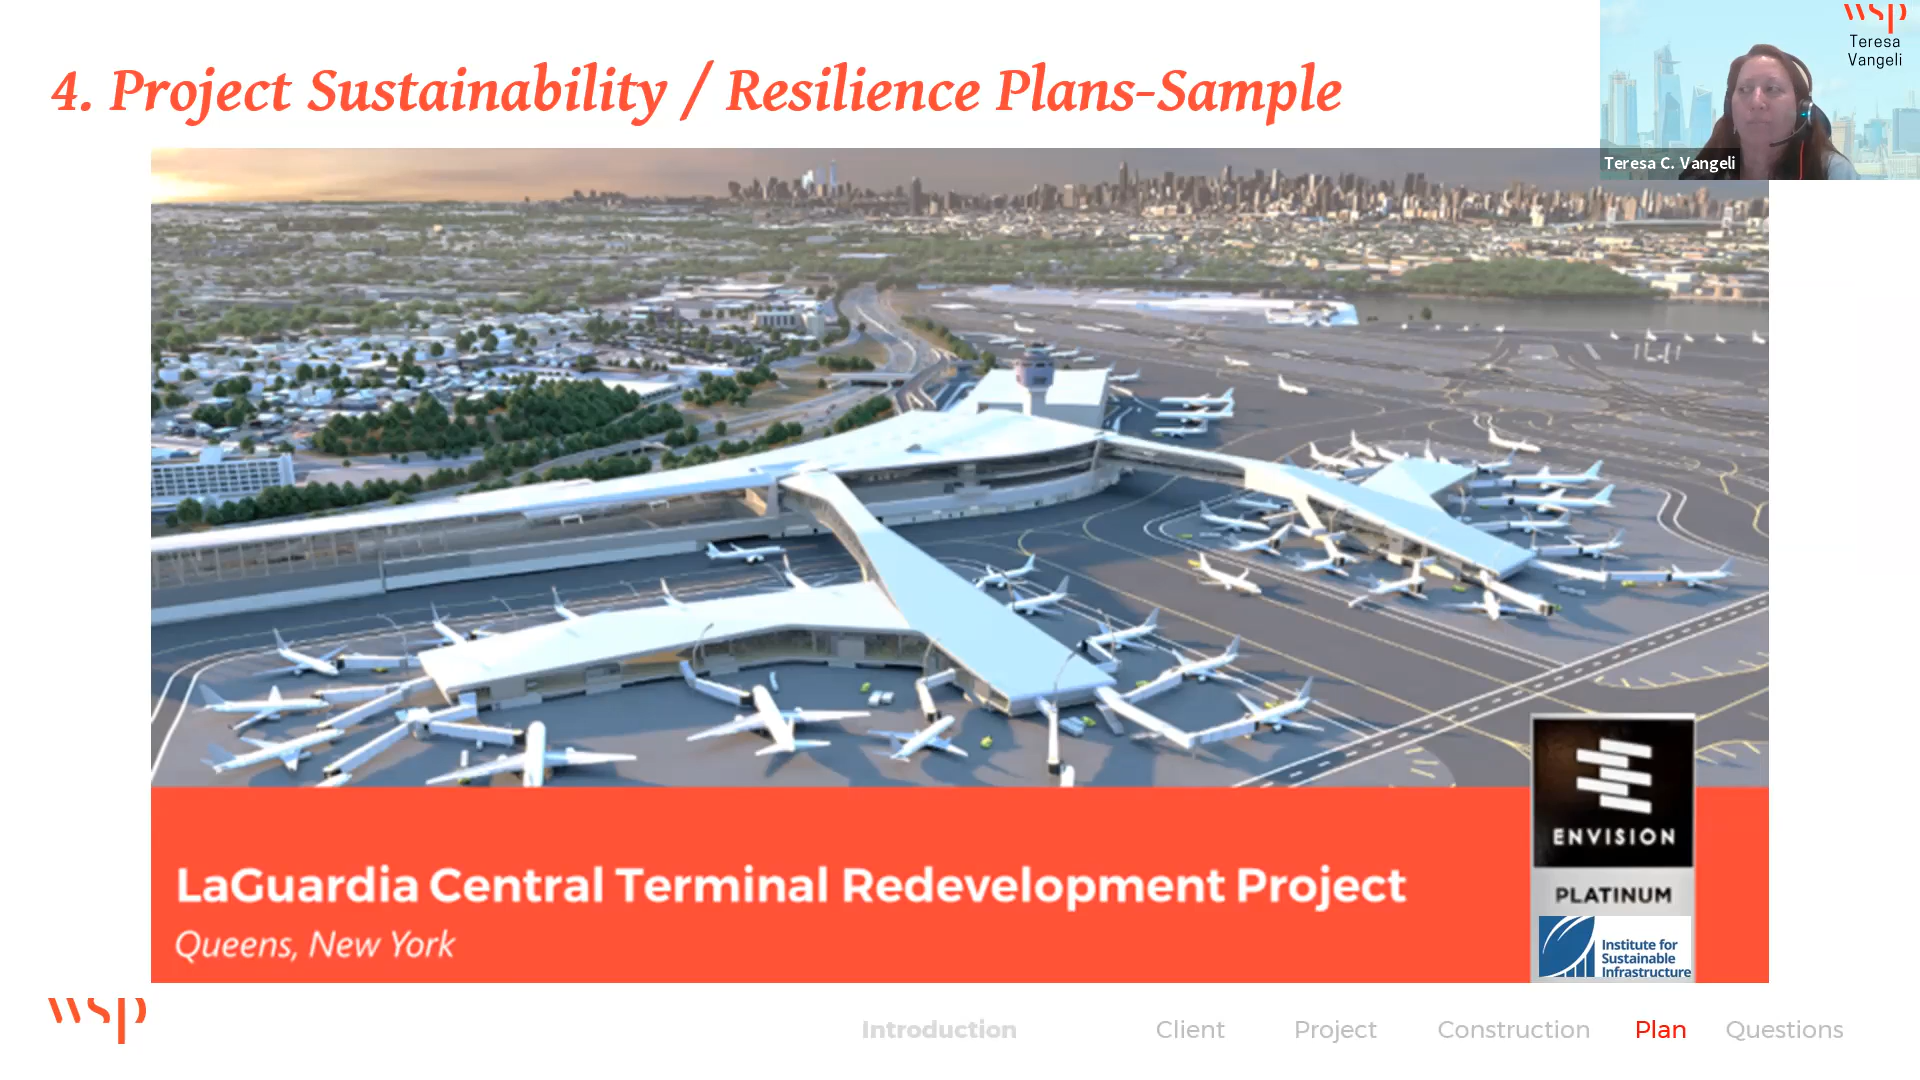 4. Project Sustainability / Resilience Plans-Sample
wsp
Teresa
Vangeli
Teresa C. Vangeli
ENVISION
PLATINUM
Institute for
Sustainable
Infrastructure
LaGuardia Central Terminal Redevelopment Project
Queens, New York
wsp
Introduction Client Project Construction Plan Questions